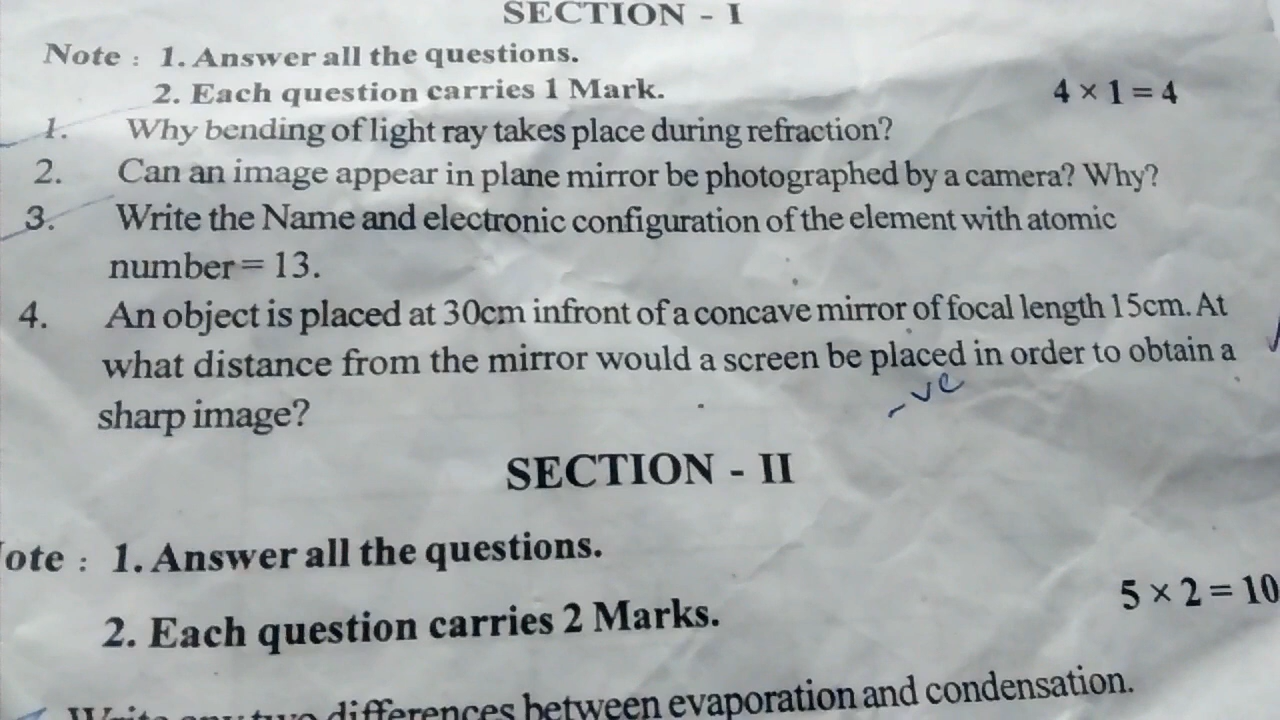 SECTION - I
Note : 1. Answer all the questions.
2. Each question carries 1 Mark.
4 × 1 = 4
1. Why bending of light ray takes place during refraction?
2. Can an image appear in plane mirror be photographed by a camera? Why?
3. Write the Name and electronic configuration of the element with atomic
number = 13.
4. An object is placed at 30cm infront of a concave mirror of focal length 15cm. At
what distance from the mirror would a screen be placed in order to obtain a
-ve
sharp image?
SECTION - II
ote : 1. Answer all the questions.
2. Each question carries 2 Marks.
5 × 2 = 10
Write any two differences between evaporation and condensation.